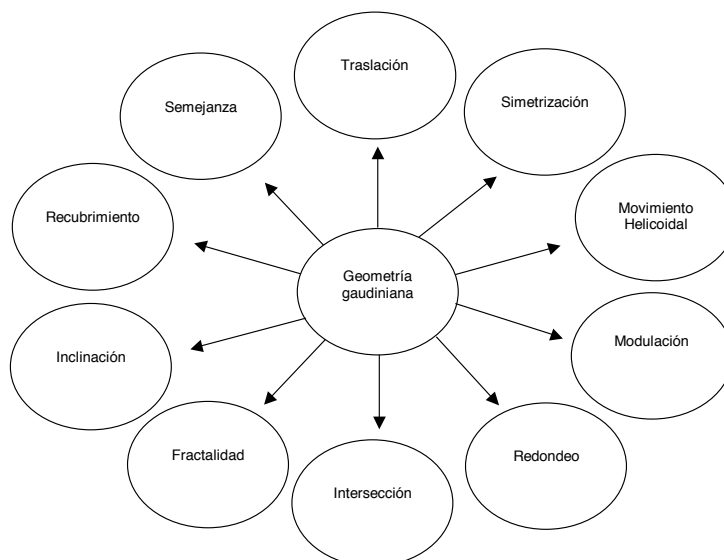 Traslación
Semejanza
Simetrización
Recubrimiento
Movimiento
Helicoidal
Geometría
gaudiniana
Inclinación
Modulación
Fractalidad
Redondeo
Intersección